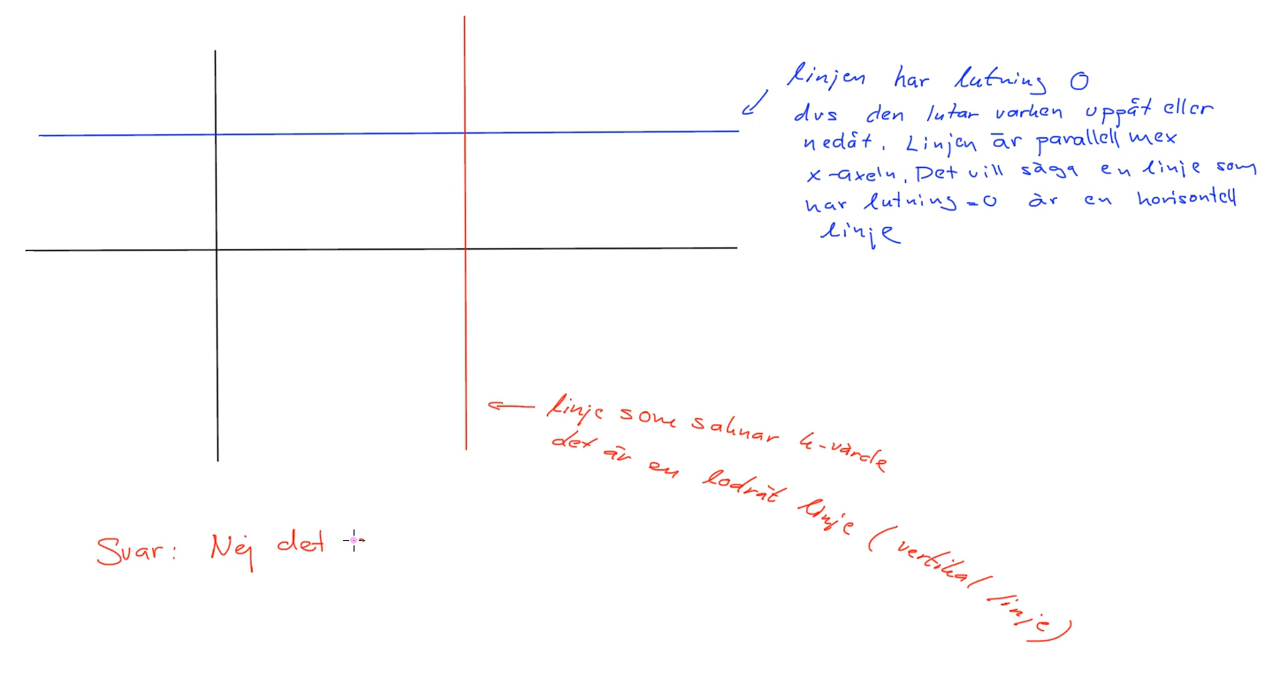 linjen har lutning 0
dvs den lutar varken uppåt eller
nedåt. Linjen är parallell mex
x-axeln. Det vill säga en linje som
har lutning = 0 är en horisontell
linje
linje som saknar k-värde
det är en lodrät linje (vertikal linje)
Svar: Nej det